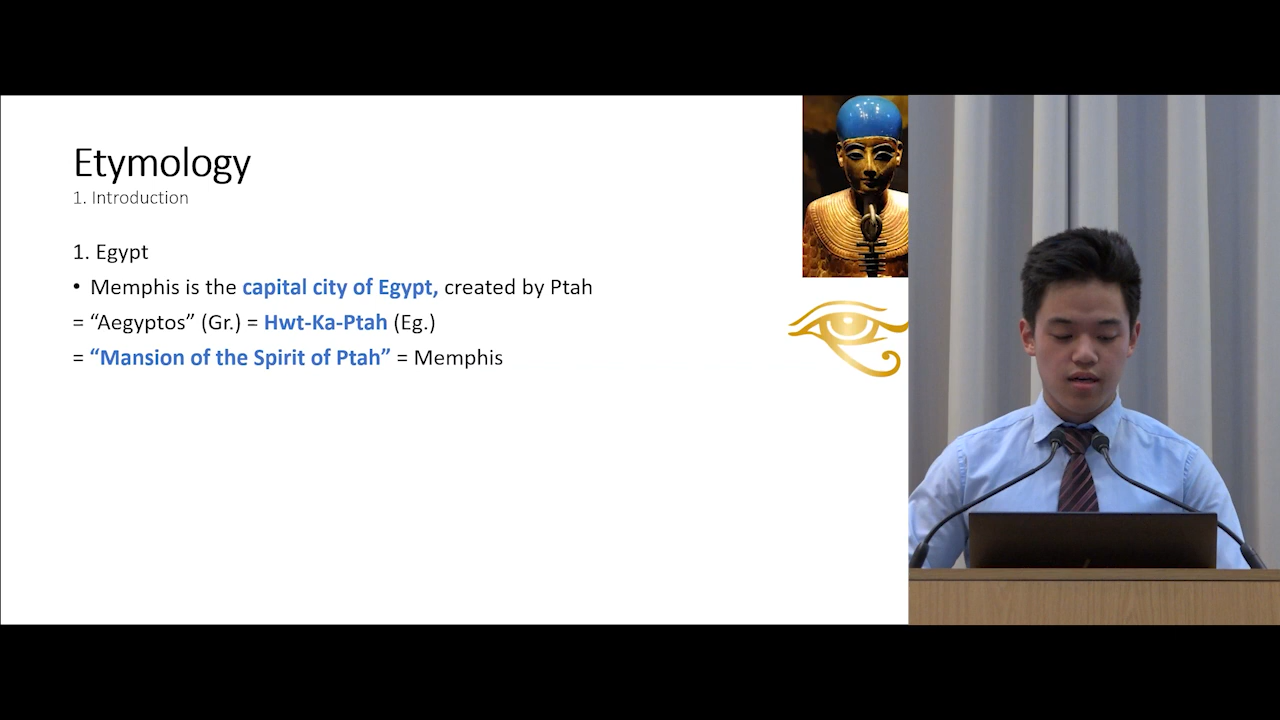 Etymology
1. Introduction
1. Egypt
• Memphis is the capital city of Egypt, created by Ptah
= “Aegyptos” (Gr.) = Hwt-Ka-Ptah (Eg.)
= “Mansion of the Spirit of Ptah” = Memphis